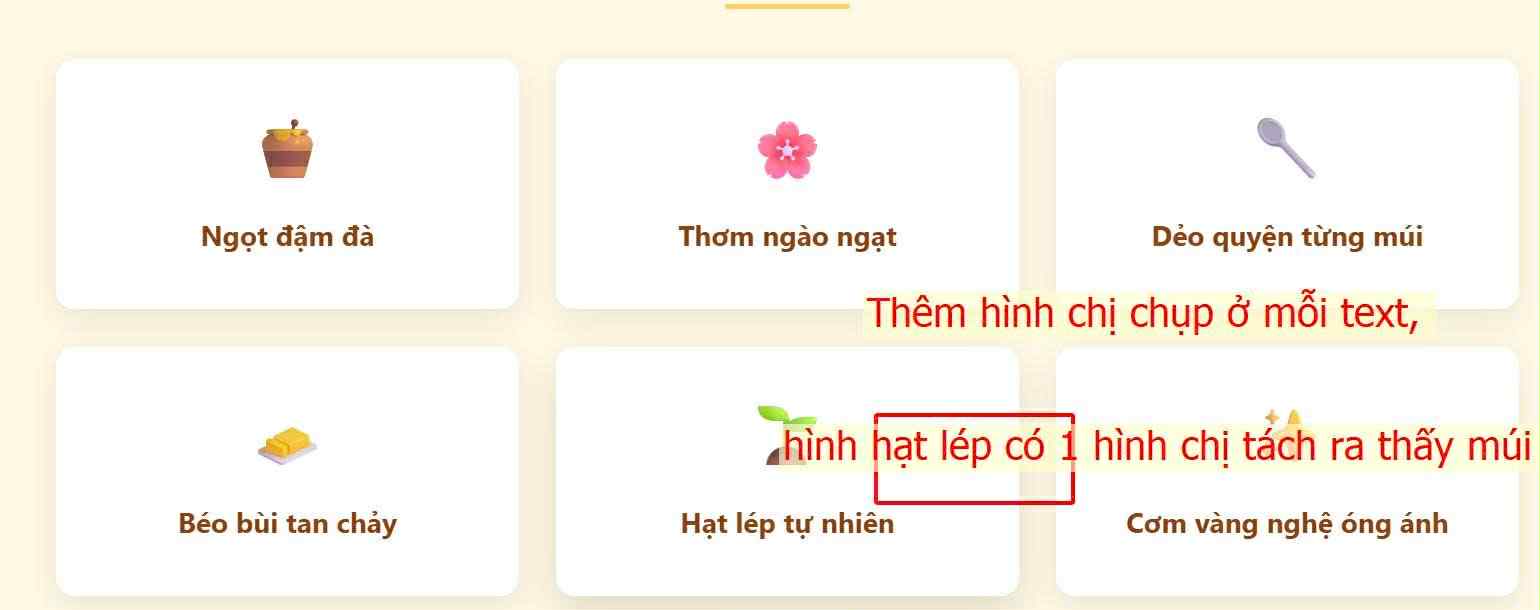 Ngọt đậm đà
Thơm ngào ngạt
Dẻo quyện từng múi
Thêm hình chị chụp ở mỗi text,
hình hạt lép có 1 hình chị tách ra thấy múi
Béo bùi tan chảy
Hạt lép tự nhiên
Cơm vàng nghệ óng ánh